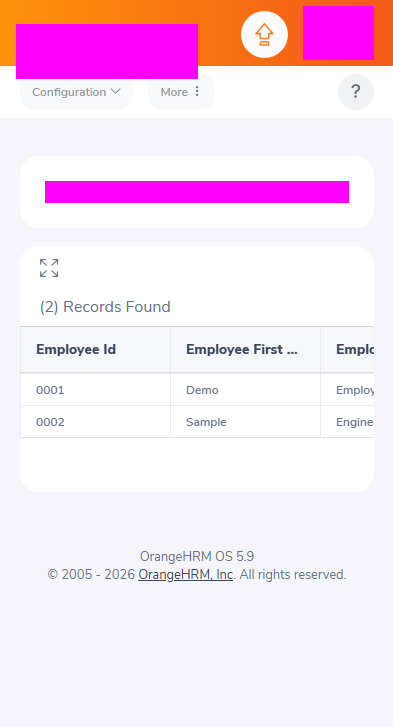 Configuration More
?
(2) Records Found
Employee Id Employee First ... Emplo
0001 Demo Employ
0002 Sample Engine
OrangeHRM OS 5.9
© 2005 - 2026 OrangeHRM, Inc. All rights reserved.